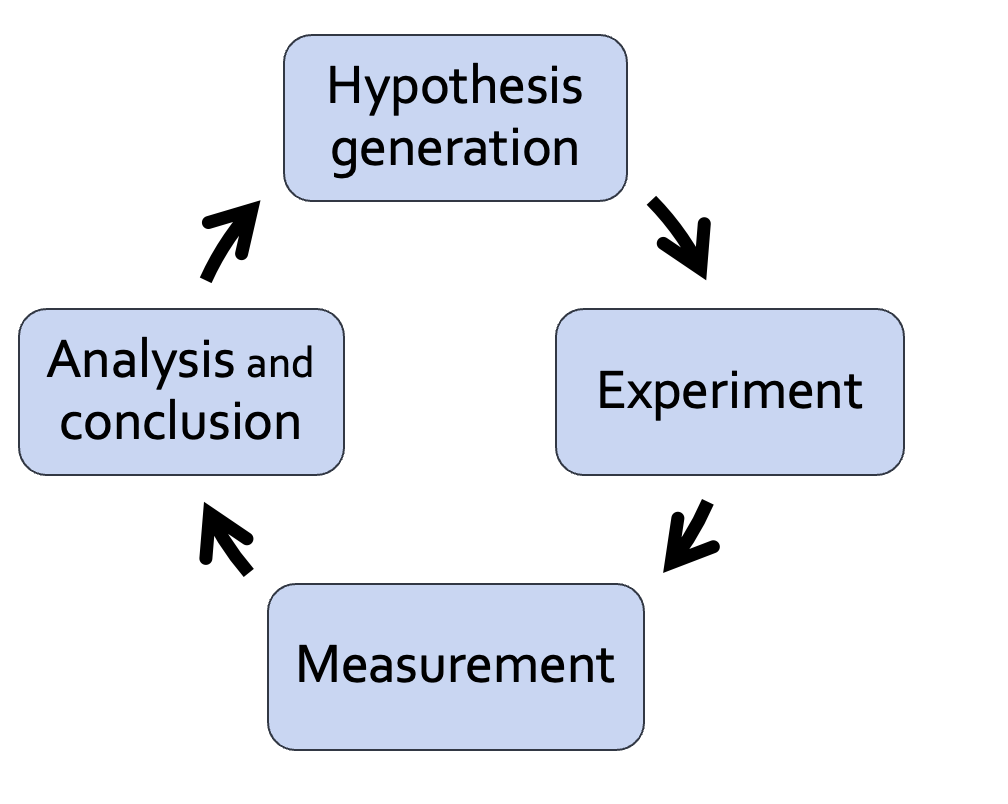 Hypothesis
generation
Analysis and
conclusion
Experiment
Measurement